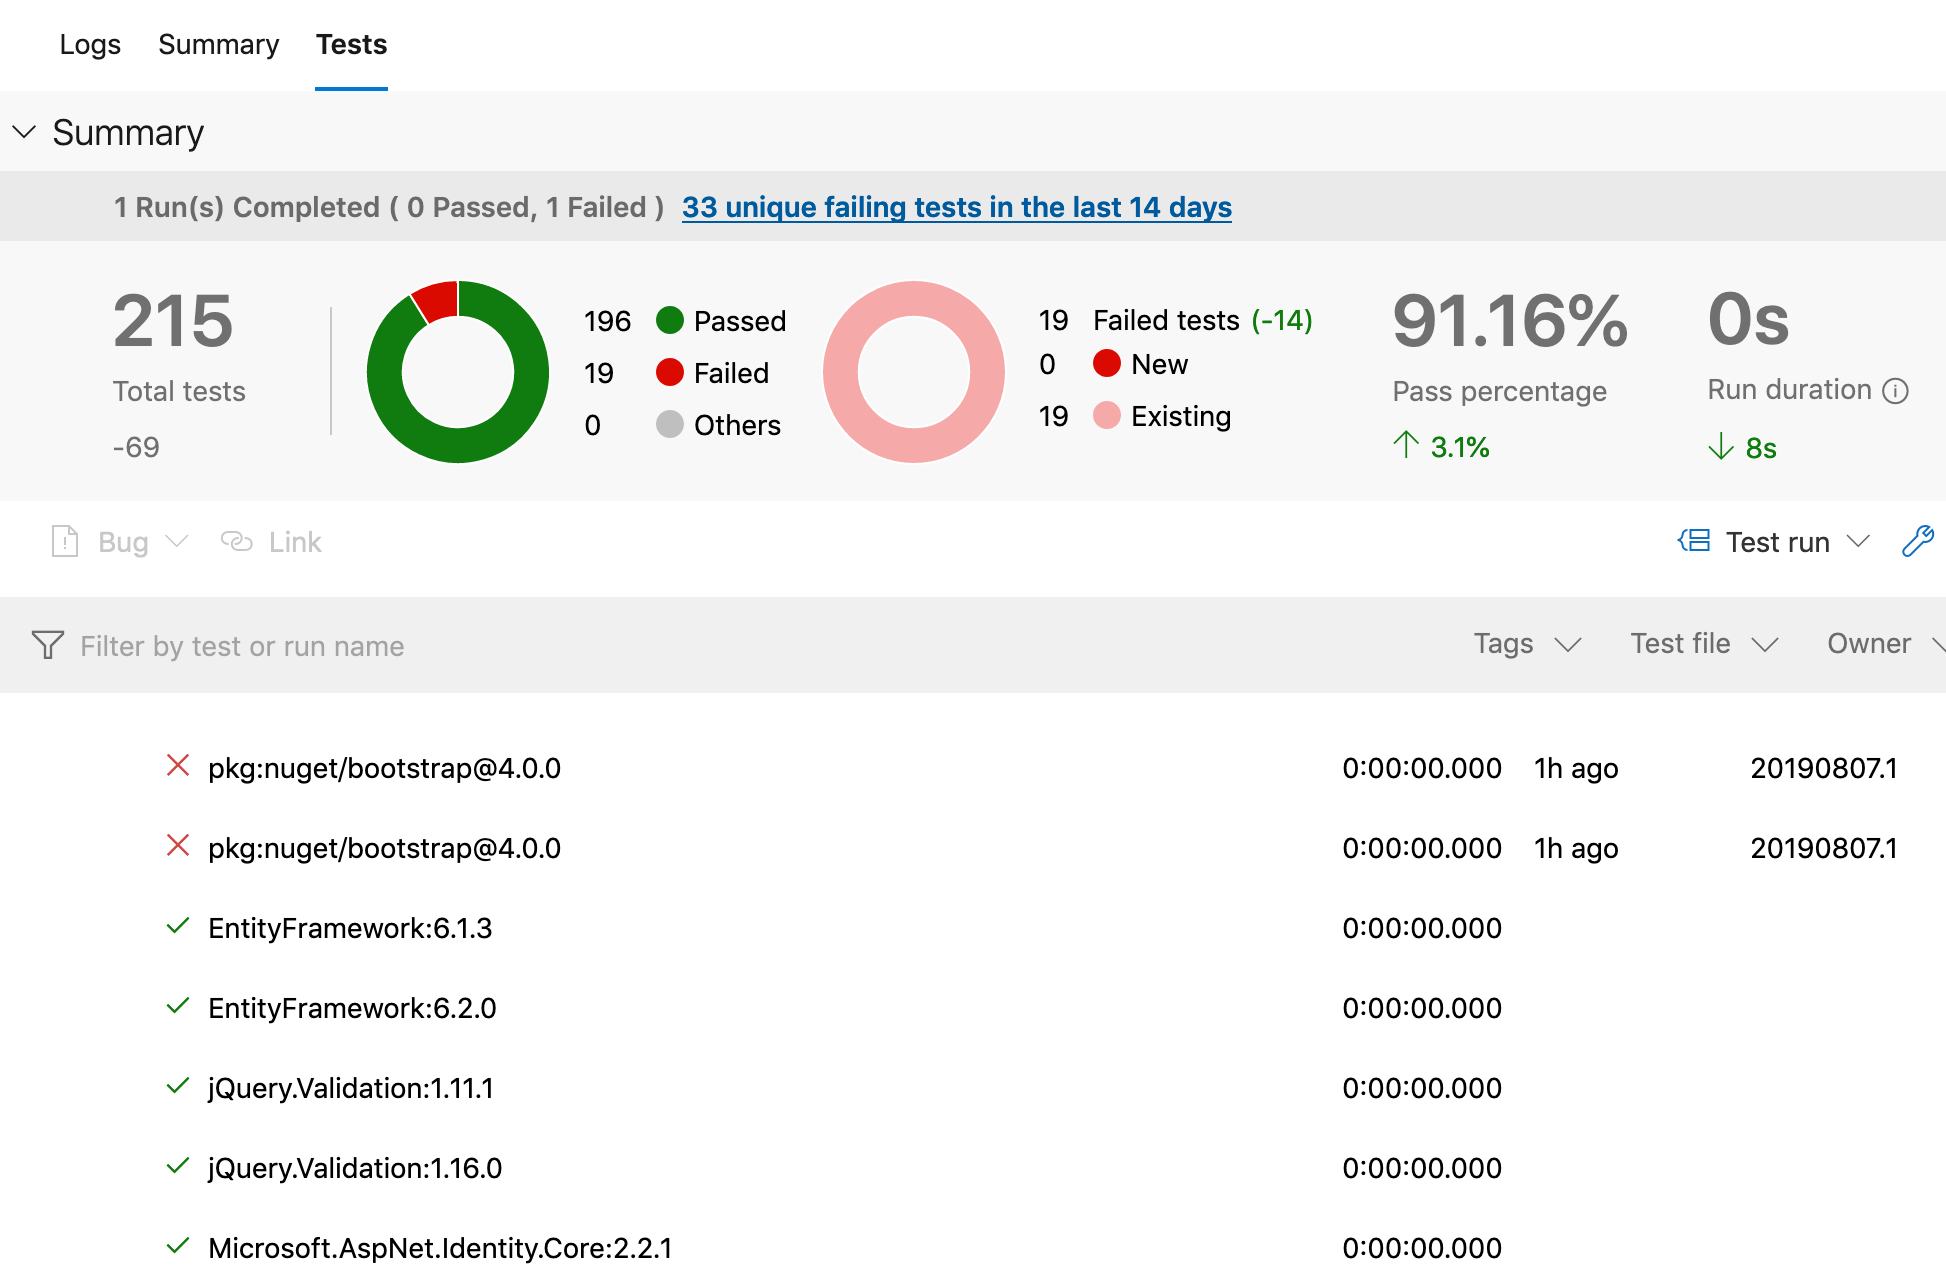 Logs Summary Tests
Summary
1 Run(s) Completed ( 0 Passed, 1 Failed ) 33 unique failing tests in the last 14 days
215
Total tests
-69
196 Passed
19 Failed
0 Others
19 Failed tests (-14)
0 New
19 Existing
91.16%
Pass percentage
3.1%
0s
Run duration
8s
Bug Link Test run
Filter by test or run name Tags Test file Owner
pkg:nuget/bootstrap@4.0.0 0:00:00.000 1h ago 20190807.1
pkg:nuget/bootstrap@4.0.0 0:00:00.000 1h ago 20190807.1
EntityFramework:6.1.3 0:00:00.000
EntityFramework:6.2.0 0:00:00.000
jQuery.Validation:1.11.1 0:00:00.000
jQuery.Validation:1.16.0 0:00:00.000
Microsoft.AspNet.Identity.Core:2.2.1 0:00:00.000